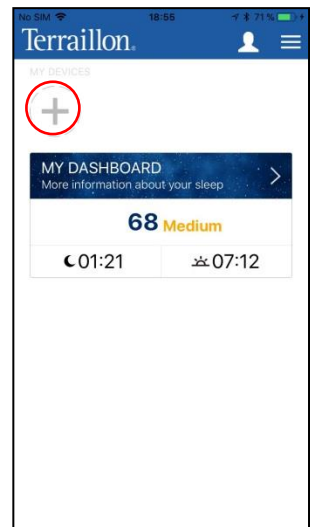 No SIM 18:55 71 %
Terraillon®
MY DEVICES
MY DASHBOARD
More information about your sleep
68 Medium
01:21 07:12